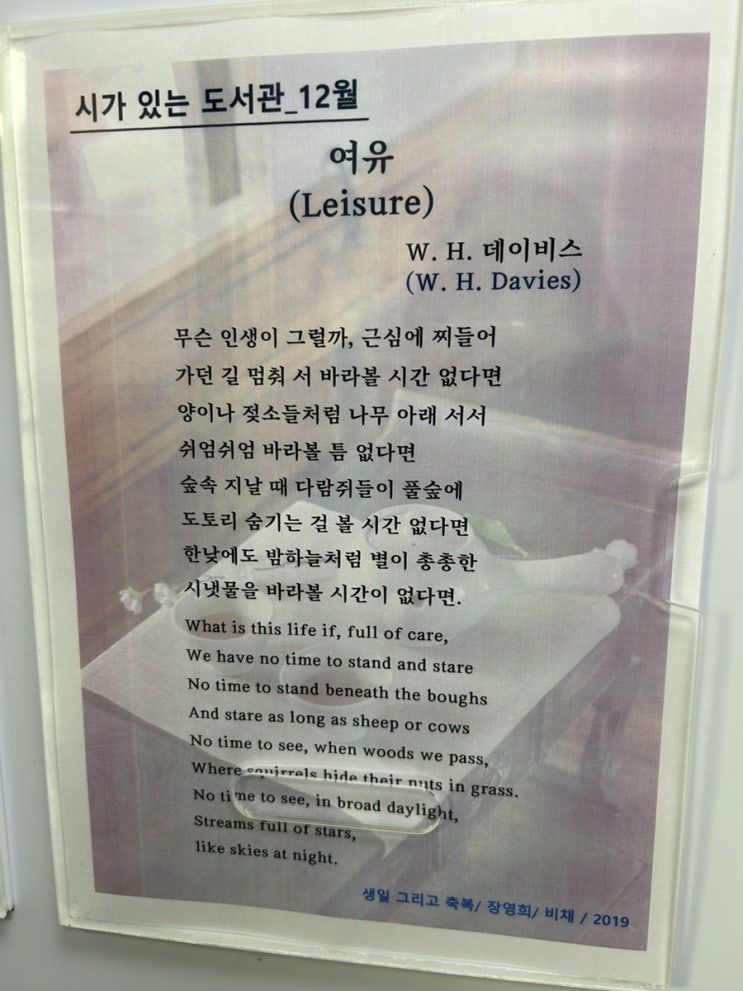 시가 있는 도서관_12월
여유
(Leisure)
W. H. 데이비스
(W. H. Davies)
무슨 인생이 그럴까, 근심에 찌들어
가던 길 멈춰 서 바라볼 시간 없다면
양이나 젖소들처럼 나무 아래 서서
쉬엄쉬엄 바라볼 틈 없다면
숲속 지날 때 다람쥐들이 풀숲에
도토리 숨기는 걸 볼 시간 없다면
한낮에도 밤하늘처럼 별이 총총한
시냇물을 바라볼 시간이 없다면.
What is this life if, full of care,
We have no time to stand and stare
No time to stand beneath the boughs
And stare as long as sheep or cows
No time to see, when woods we pass,
Where squirrels hide their nuts in grass.
No time to see, in broad daylight,
Streams full of stars,
like skies at night.
생일 그리고 축복/ 장영희/ 비채 / 2019